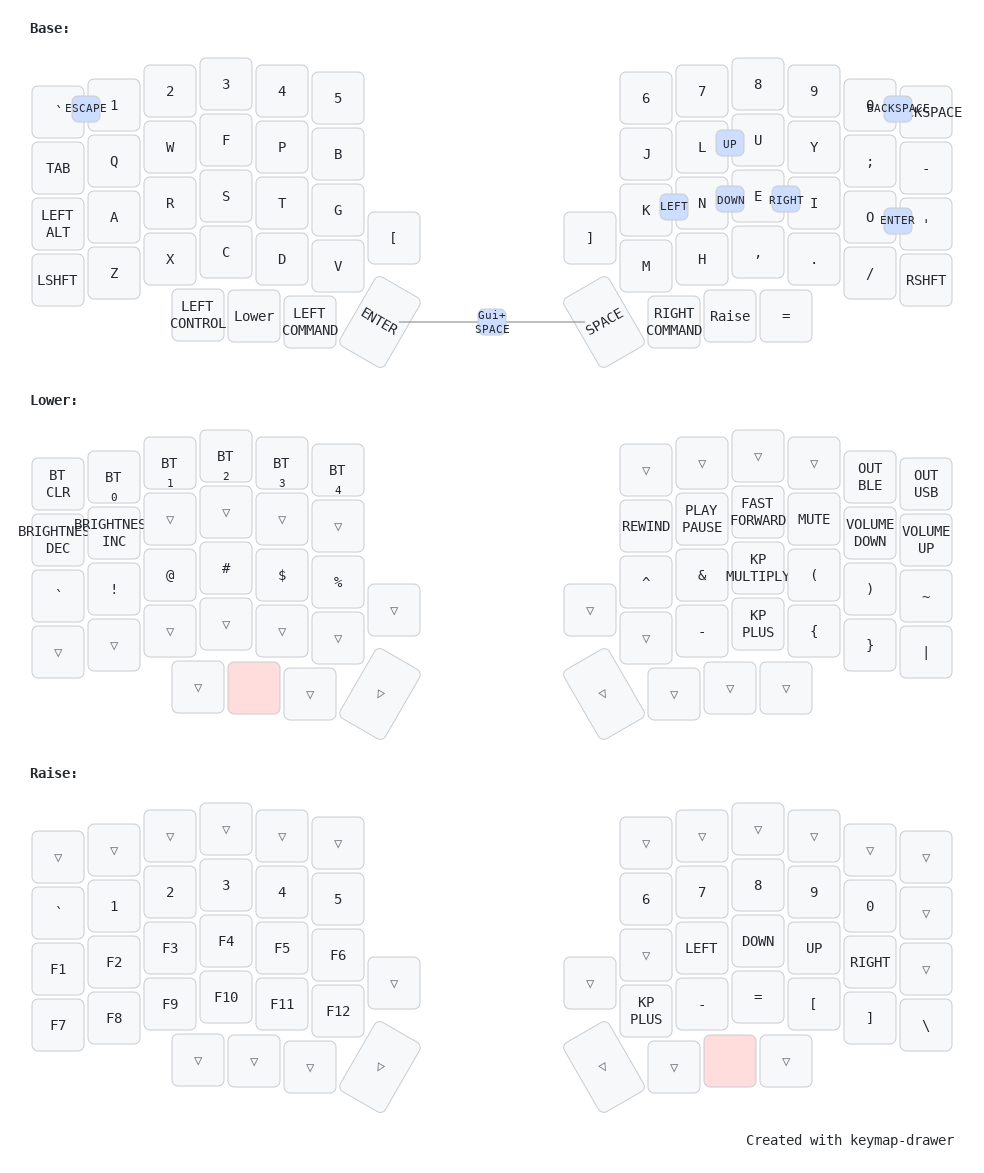 Base:
` ESCAPE 1 2 3 4 5 6 7 8 9 0 BACKSPACE KSPACE
TAB Q W F P B J L UP U Y ; -
LEFT ALT A R S T G [ ] K LEFT N DOWN E RIGHT I O ENTER '
LSHFT Z X C D V M H , . / RSHFT
LEFT CONTROL Lower LEFT COMMAND ENTER Gui+ SPACE SPACE RIGHT COMMAND Raise =
Lower:
BT CLR BT 0 BT 1 BT 2 BT 3 BT 4 ▽ ▽ ▽ ▽ OUT BLE OUT USB
BRIGHTNES DEC BRIGHTNES INC ▽ ▽ ▽ ▽ REWIND PLAY PAUSE FAST FORWARD MUTE VOLUME DOWN VOLUME UP
` ! @ # $ % ▽ ▽ ^ & KP MULTIPLY ( ) ~
▽ ▽ ▽ ▽ ▽ ▽ ▽ - KP PLUS { } |
▽ ▽ ▽ ▽ ▽ ▽ ▽
Raise:
▽ ▽ ▽ ▽ ▽ ▽ ▽ ▽ ▽ ▽ ▽ ▽
` 1 2 3 4 5 6 7 8 9 0 ▽
F1 F2 F3 F4 F5 F6 ▽ ▽ ▽ LEFT DOWN UP RIGHT ▽
F7 F8 F9 F10 F11 F12 KP PLUS - = [ ] \
▽ ▽ ▽ ▽ ▽ ▽ ▽
Created with keymap-drawer